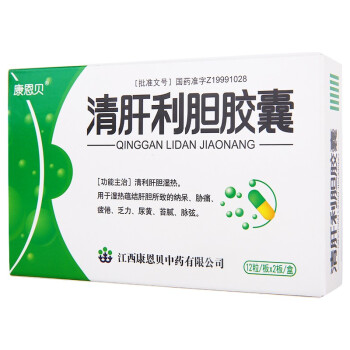 康恩贝
[批准文号] 国药准字Z19991028
清肝利胆胶囊
QINGGAN LIDAN JIAONANG
[功能主治] 清利肝胆湿热。
用于湿热蕴结肝胆所致的纳呆、胁痛、
疲倦、乏力、尿黄、苔腻、脉弦。
江西康恩贝中药有限公司
12粒/板x2板/盒
清肝利胆胶囊